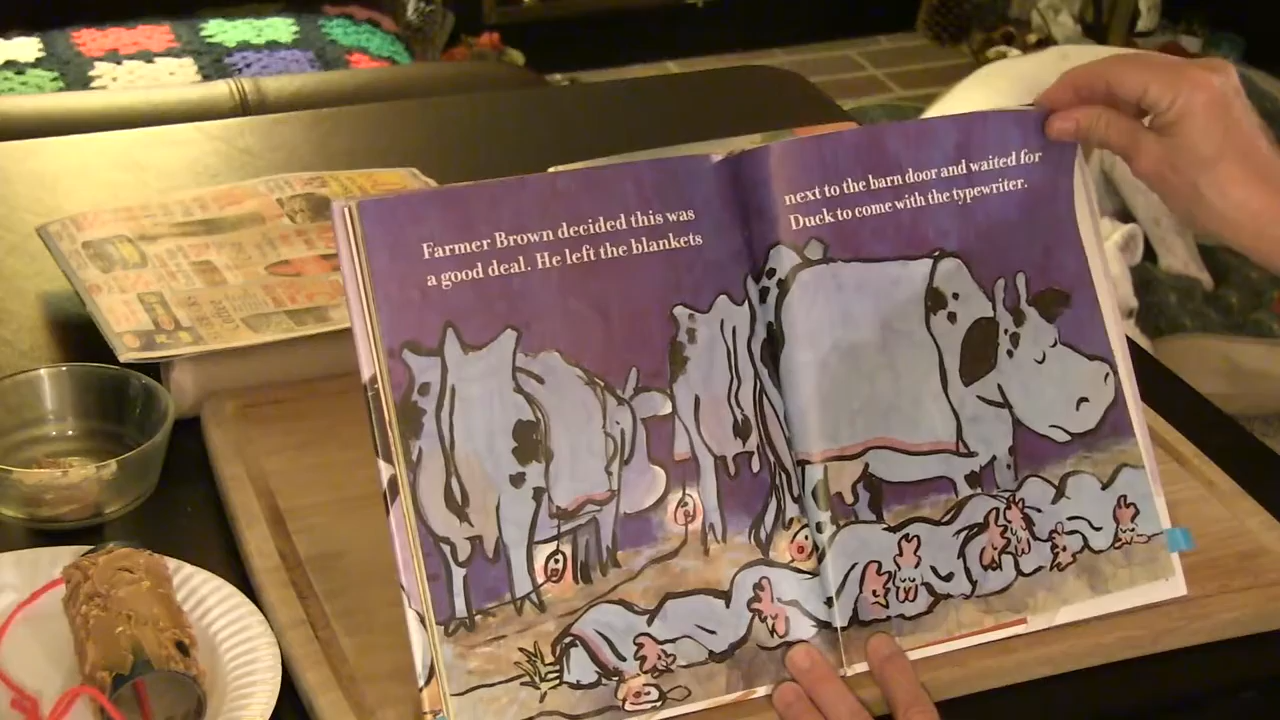 Farmer Brown decided this was
a good deal. He left the blankets
next to the barn door and waited for
Duck to come with the typewriter.